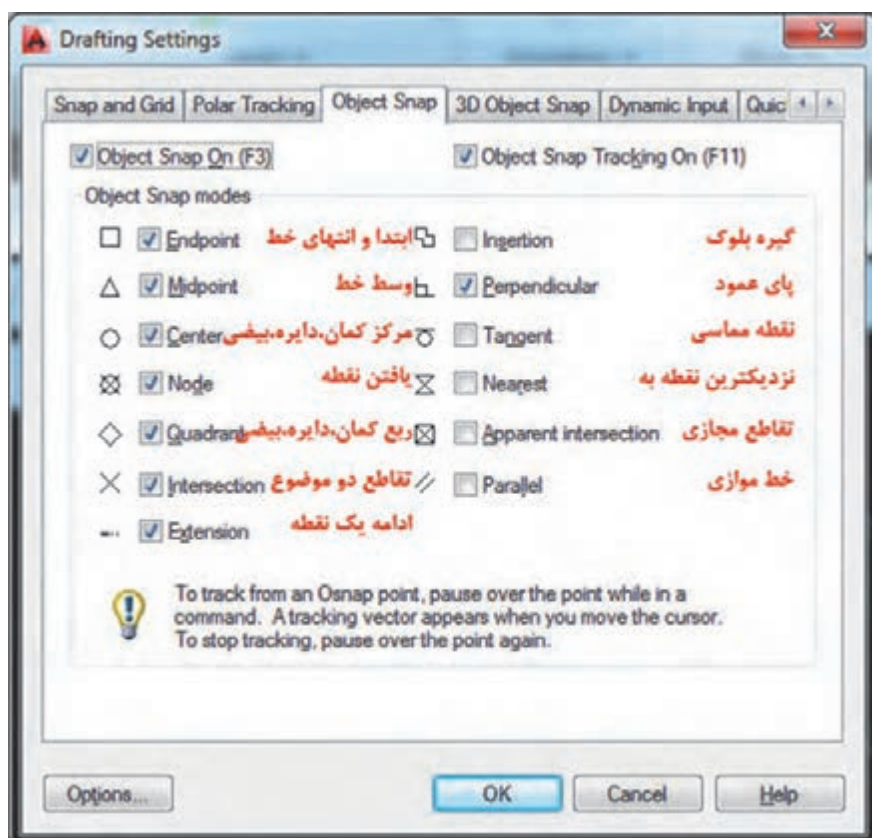 Drafting Settings
Snap and Grid Polar Tracking Object Snap 3D Object Snap Dynamic Input Quic
Object Snap On (F3) Object Snap Tracking On (F11)
Object Snap modes
Endpoint ابتدا و انتهای خط Insertion گیره بلوک
Midpoint وسط خط Perpendicular پای عمود
Center مرکز کمان،دایره،بیضی Tangent نقطه مماسی
Node یافتن نقطه Nearest نزدیکترین نقطه به
Quadrant ربع کمان،دایره،بیضی Apparent intersection تقاطع مجازی
Intersection تقاطع دو موضوع Parallel خط موازی
Extension ادامه یک نقطه
To track from an Osnap point, pause over the point while in a
command. A tracking vector appears when you move the cursor.
To stop tracking, pause over the point again.
Options... OK Cancel Help